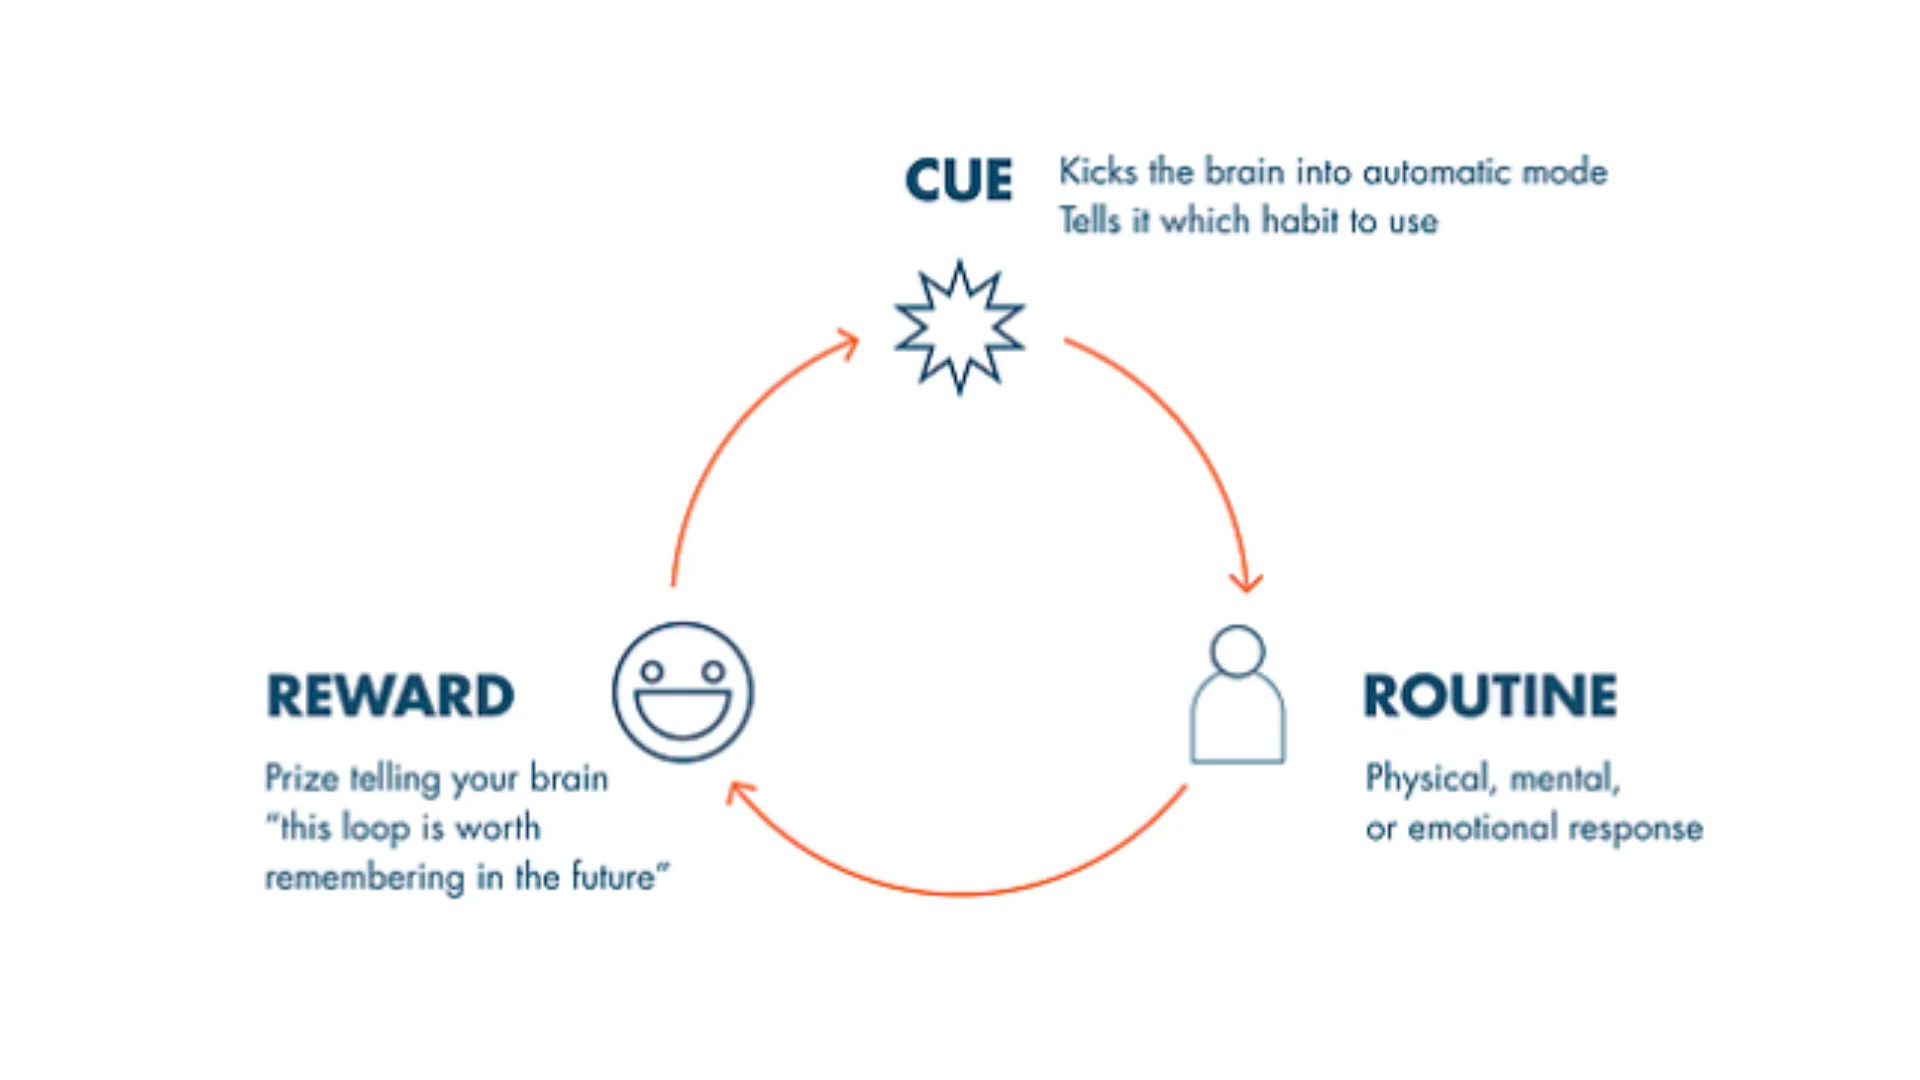 CUE
Kicks the brain into automatic mode
Tells it which habit to use
REWARD
Prize telling your brain
“this loop is worth
remembering in the future”
ROUTINE
Physical, mental,
or emotional response